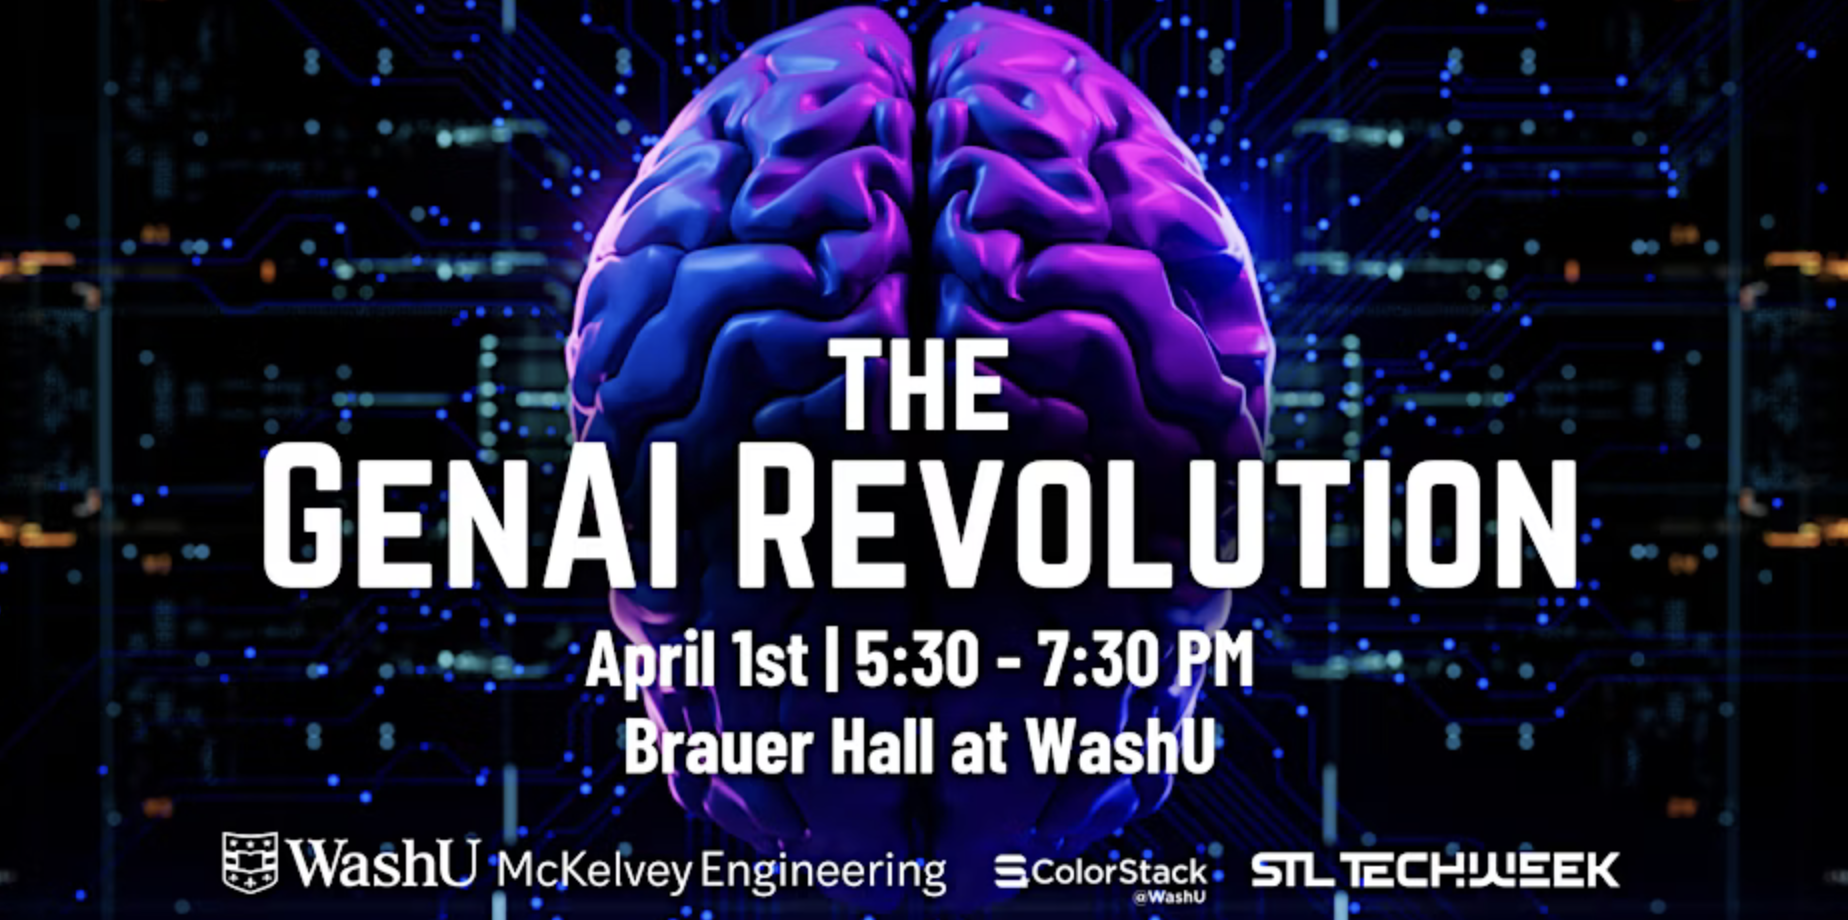 THE
GENAI REVOLUTION
April 1st | 5:30 - 7:30 PM
Brauer Hall at WashU
WashU McKelvey Engineering
ColorStack
@WashU
STL TECH WEEK